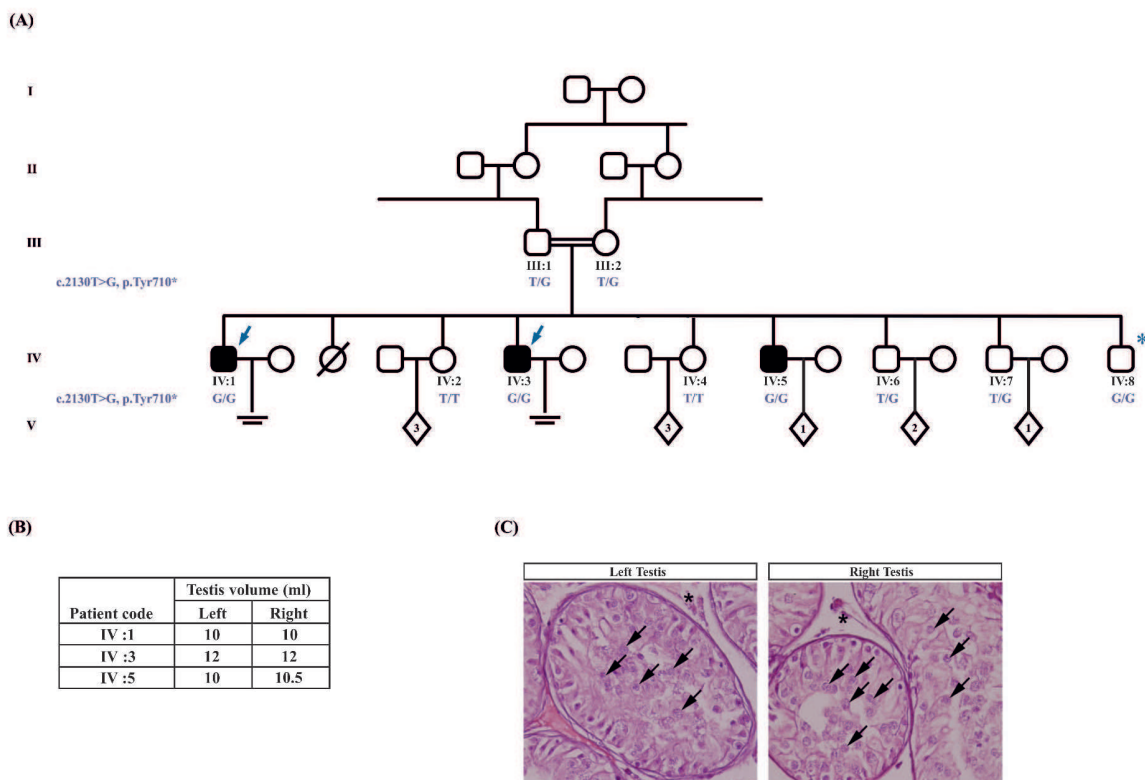 (A)
I
II
III
III:1 III:2
c.2130T>G, p.Tyr710* T/G T/G
*
IV
IV:1 IV:2 IV:3 IV:4 IV:5 IV:6 IV:7 IV:8
c.2130T>G, p.Tyr710* G/G T/T G/G T/T G/G T/G T/G G/G
V
3 3 1 2 1
(B) (C)
Testis volume (ml)
Patient code Left Right
IV :1 10 10
IV :3 12 12
IV :5 10 10.5
Left Testis Right Testis
* *